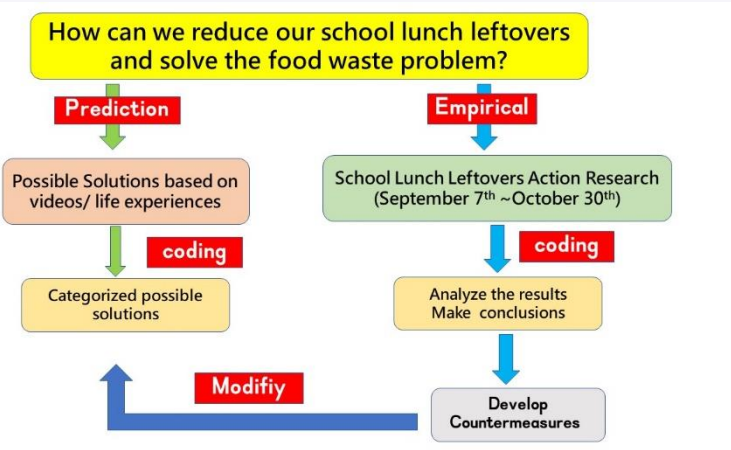 How can we reduce our school lunch leftovers
and solve the food waste problem?
Prediction
Empirical
Possible Solutions based on
videos/ life experiences
School Lunch Leftovers Action Research
(September 7th ~October 30th)
coding
coding
Categorized possible
solutions
Analyze the results
Make conclusions
Modifiy
Develop
Countermeasures